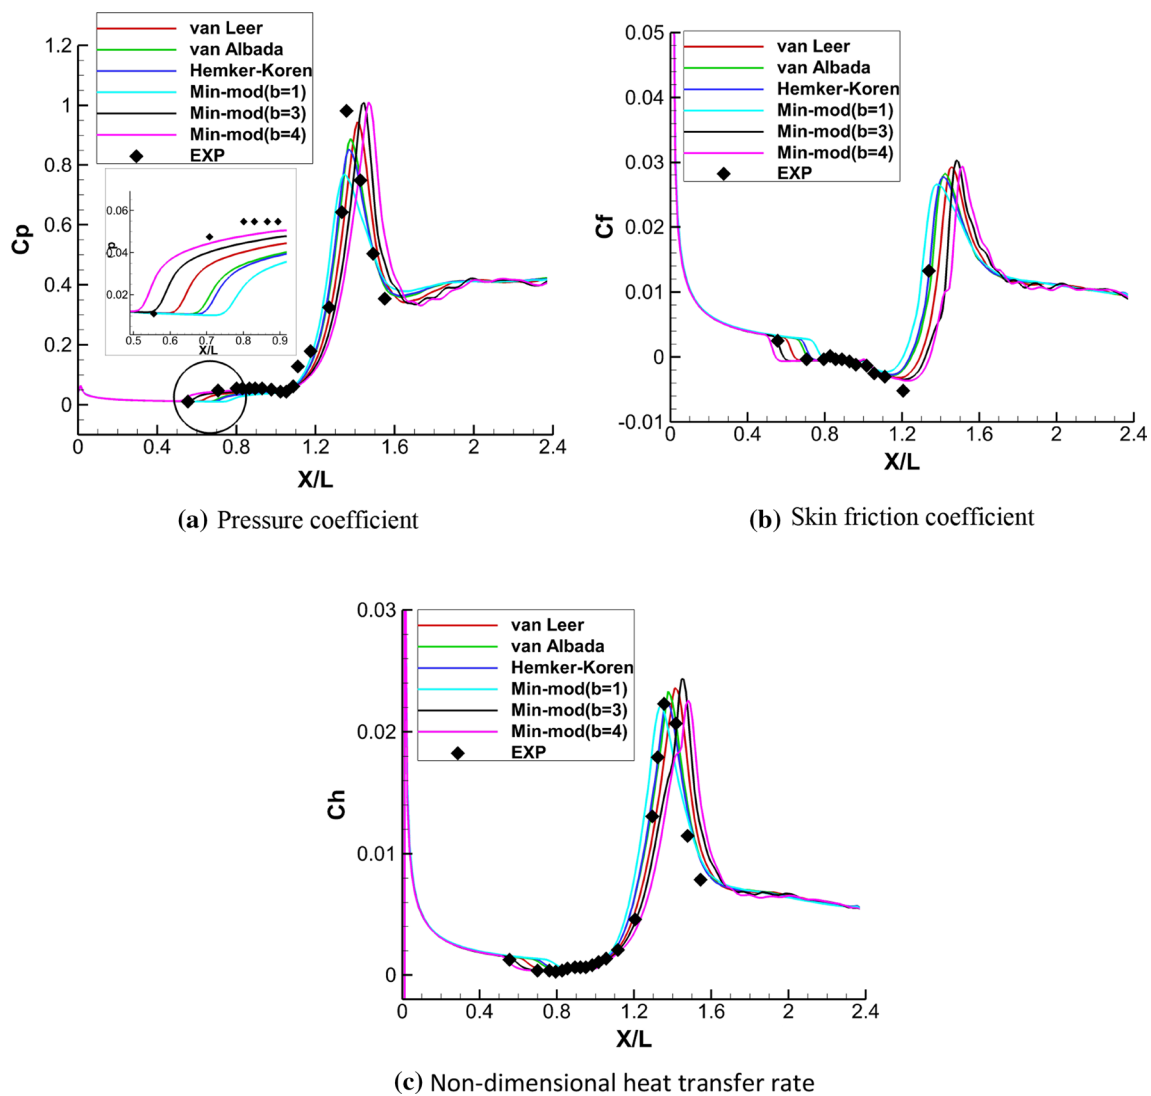 van Leer
van Albada
Hemker-Koren
Min-mod(b=1)
Min-mod(b=3)
Min-mod(b=4)
EXP
1.2
1
0.8
0.6
0.4
0.2
0
Cp
0.06
0.04
0.02
0.5 0.6 0.7 0.8 0.9
X/L
0 0.4 0.8 1.2 1.6 2 2.4
X/L
(a) Pressure coefficient
van Leer
van Albada
Hemker-Koren
Min-mod(b=1)
Min-mod(b=3)
Min-mod(b=4)
EXP
0.05
0.04
0.03
0.02
0.01
0
-0.01
Cf
0 0.4 0.8 1.2 1.6 2 2.4
X/L
(b) Skin friction coefficient
van Leer
van Albada
Hemker-Koren
Min-mod(b=1)
Min-mod(b=3)
Min-mod(b=4)
EXP
0.03
0.02
0.01
0
Ch
0 0.4 0.8 1.2 1.6 2 2.4
X/L
(c) Non-dimensional heat transfer rate